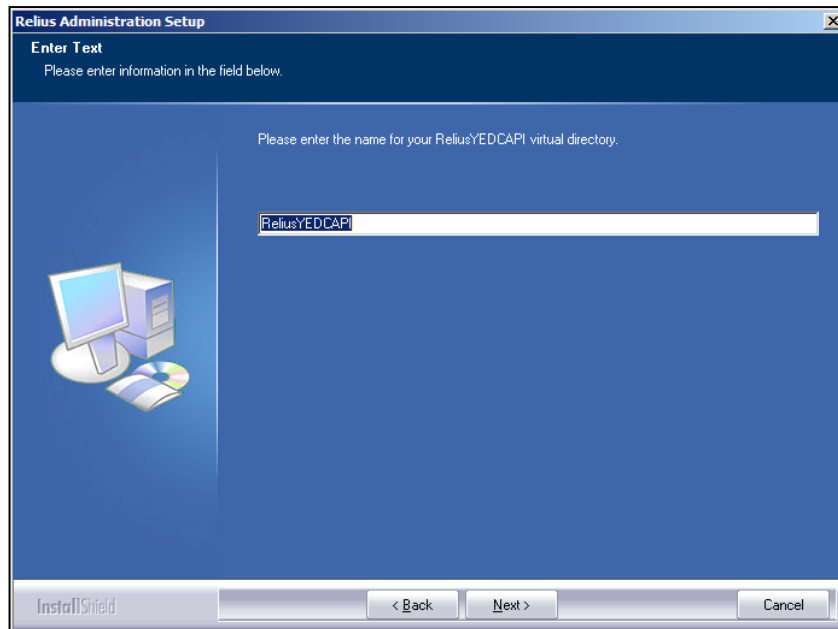 Relius Administration Setup
Enter Text
Please enter information in the field below.
Please enter the name for your ReliusYEDCAPI virtual directory.
ReliusYEDCAPI
InstallShield
< Back
Next >
Cancel